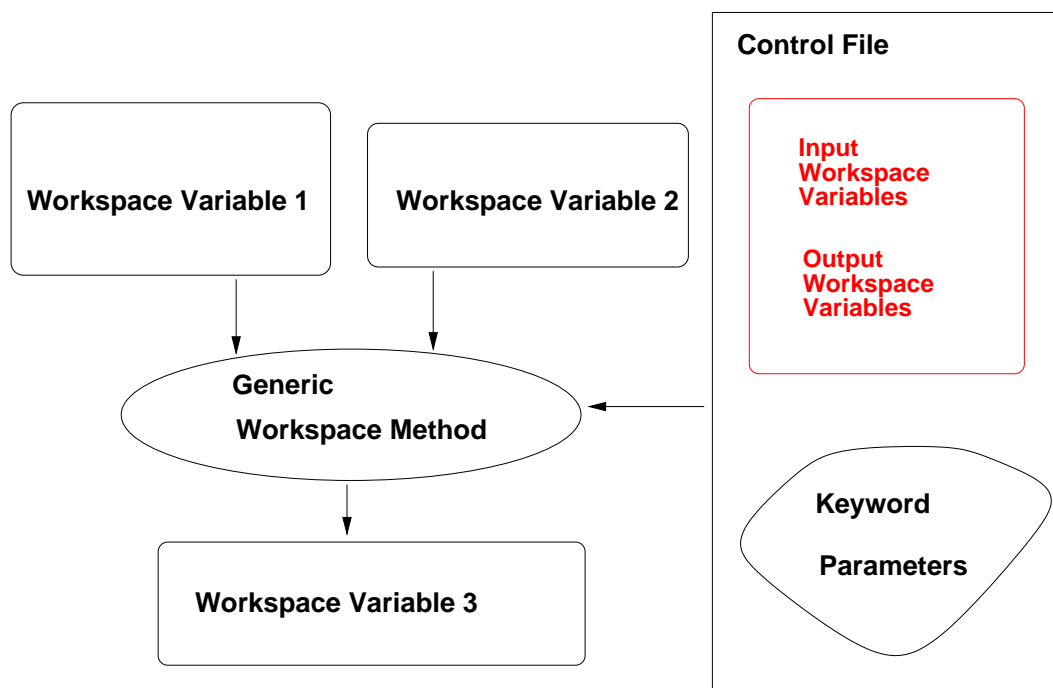 Control File
Input
Workspace
Variables
Output
Workspace
Variables
Workspace Variable 1
Workspace Variable 2
Generic
Workspace Method
Keyword
Parameters
Workspace Variable 3